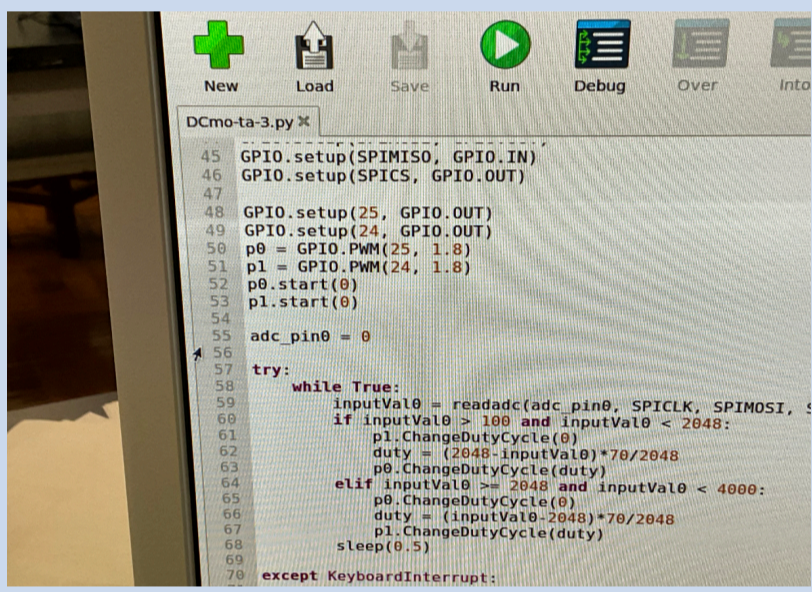 New Load Save Run Debug Over Into
DCmo-ta-3.py ×
45 GPIO.setup(SPIMISO, GPIO.IN)
46 GPIO.setup(SPICS, GPIO.OUT)
47
48 GPIO.setup(25, GPIO.OUT)
49 GPIO.setup(24, GPIO.OUT)
50 p0 = GPIO.PWM(25, 1.8)
51 p1 = GPIO.PWM(24, 1.8)
52 p0.start(0)
53 p1.start(0)
54
55 adc_pin0 = 0
56
57 try:
58     while True:
59         inputVal0 = readadc(adc_pin0, SPICLK, SPIMOSI,
60         if inputVal0 > 100 and inputVal0 < 2048:
61             p1.ChangeDutyCycle(0)
62             duty = (2048-inputVal0)*70/2048
63             p0.ChangeDutyCycle(duty)
64         elif inputVal0 >= 2048 and inputVal0 < 4000:
65             p0.ChangeDutyCycle(0)
66             duty = (inputVal0-2048)*70/2048
67             p1.ChangeDutyCycle(duty)
68         sleep(0.5)
69
70 except KeyboardInterrupt: